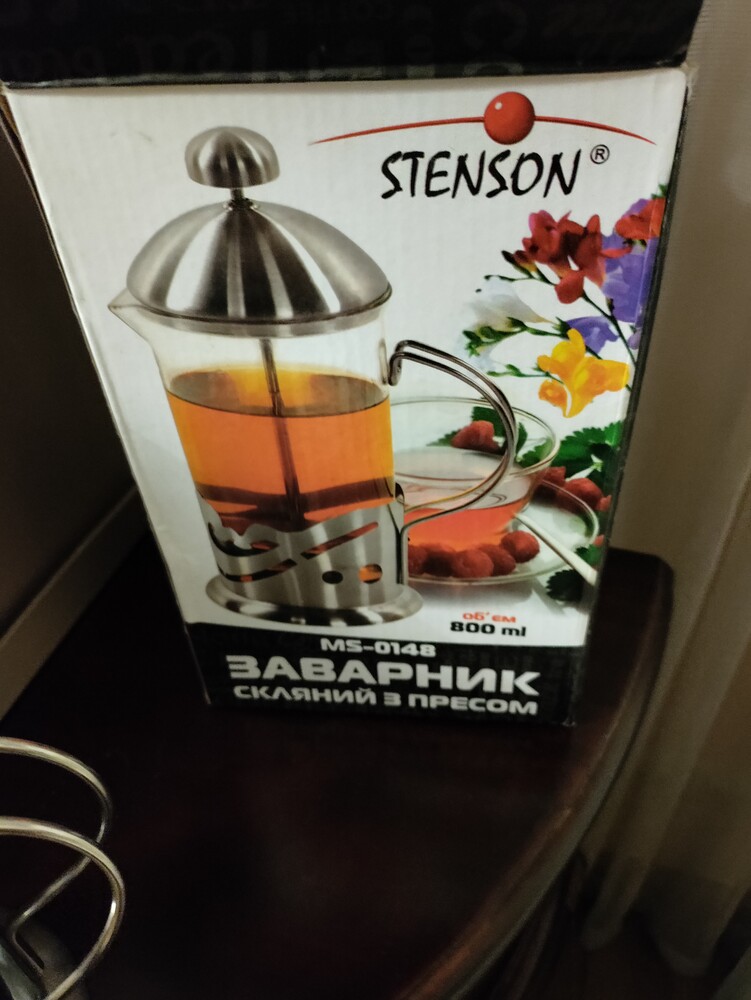 STENSON®
об'єм
800 ml
MS-0148
ЗАВАРНИК
СКЛЯНИЙ З ПРЕСОМ